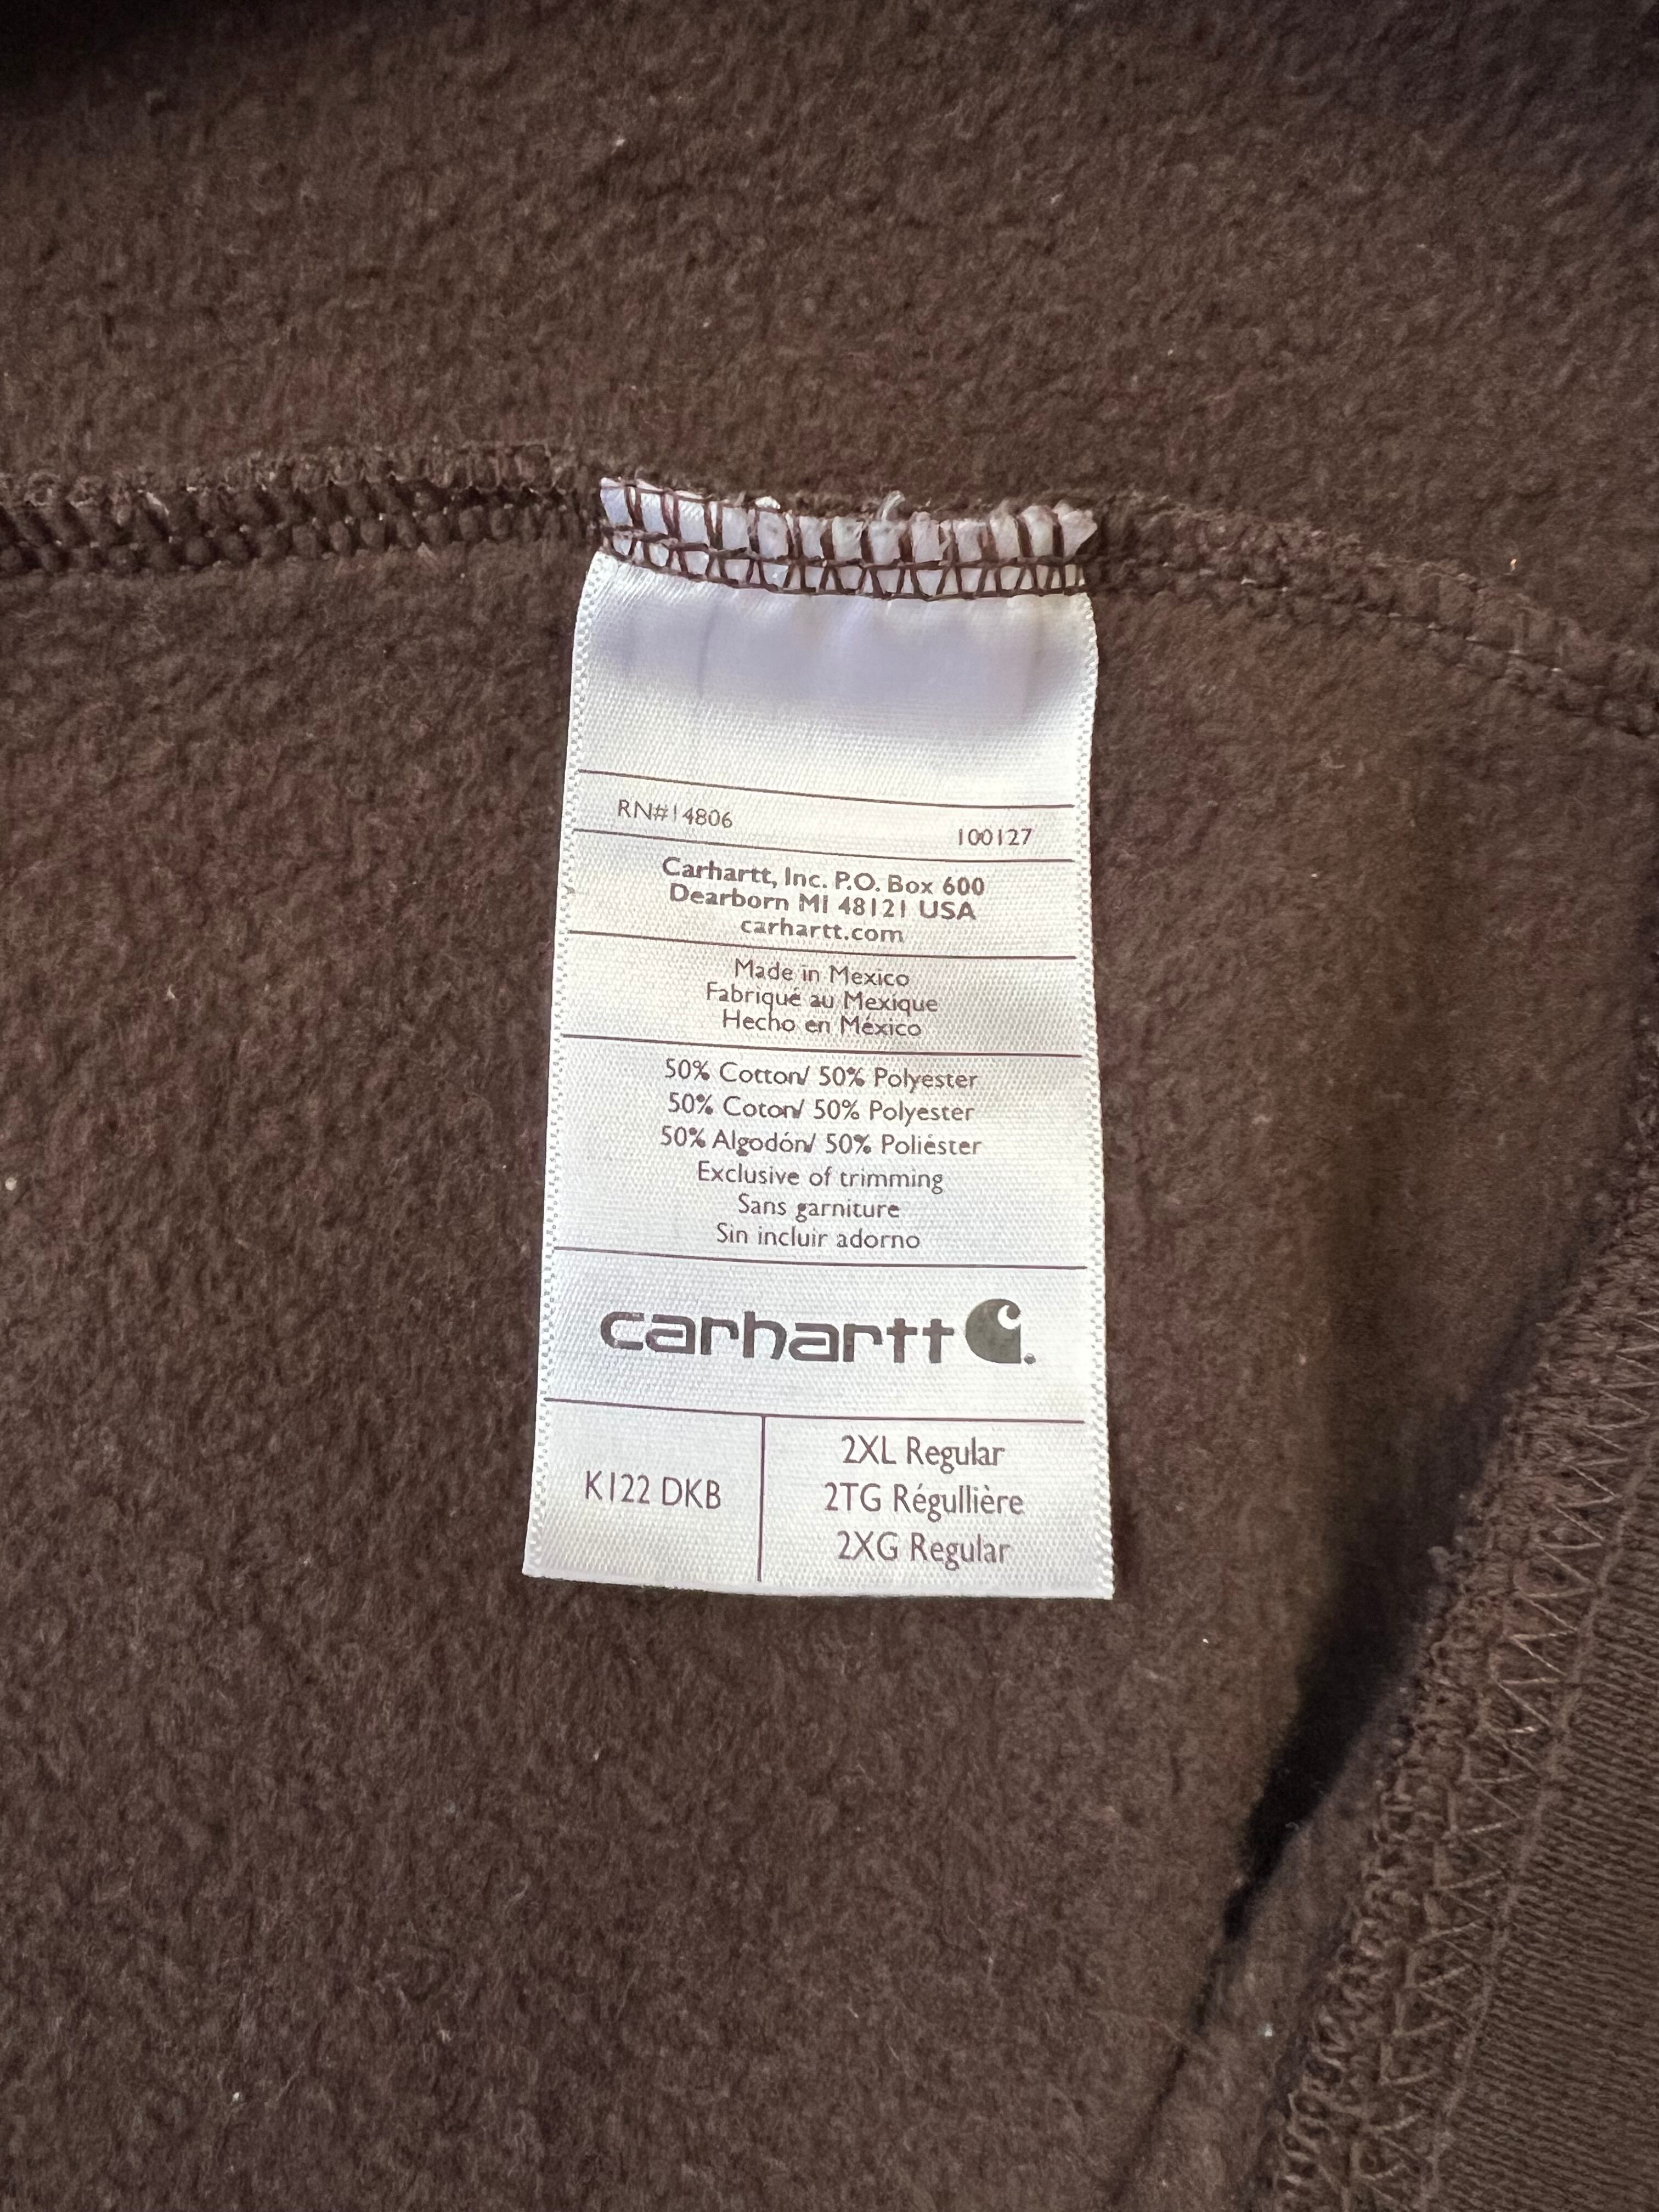 RN#14806 100127
Carhartt, Inc. P.O. Box 600
Dearborn MI 48121 USA
carhartt.com
Made in Mexico
Fabriqué au Mexique
Hecho en México
50% Cotton/ 50% Polyester
50% Coton/ 50% Polyester
50% Algodón/ 50% Poliéster
Exclusive of trimming
Sans garniture
Sin incluir adorno
carhartt
K122 DKB
2XL Regular
2TG Régullière
2XG Regular